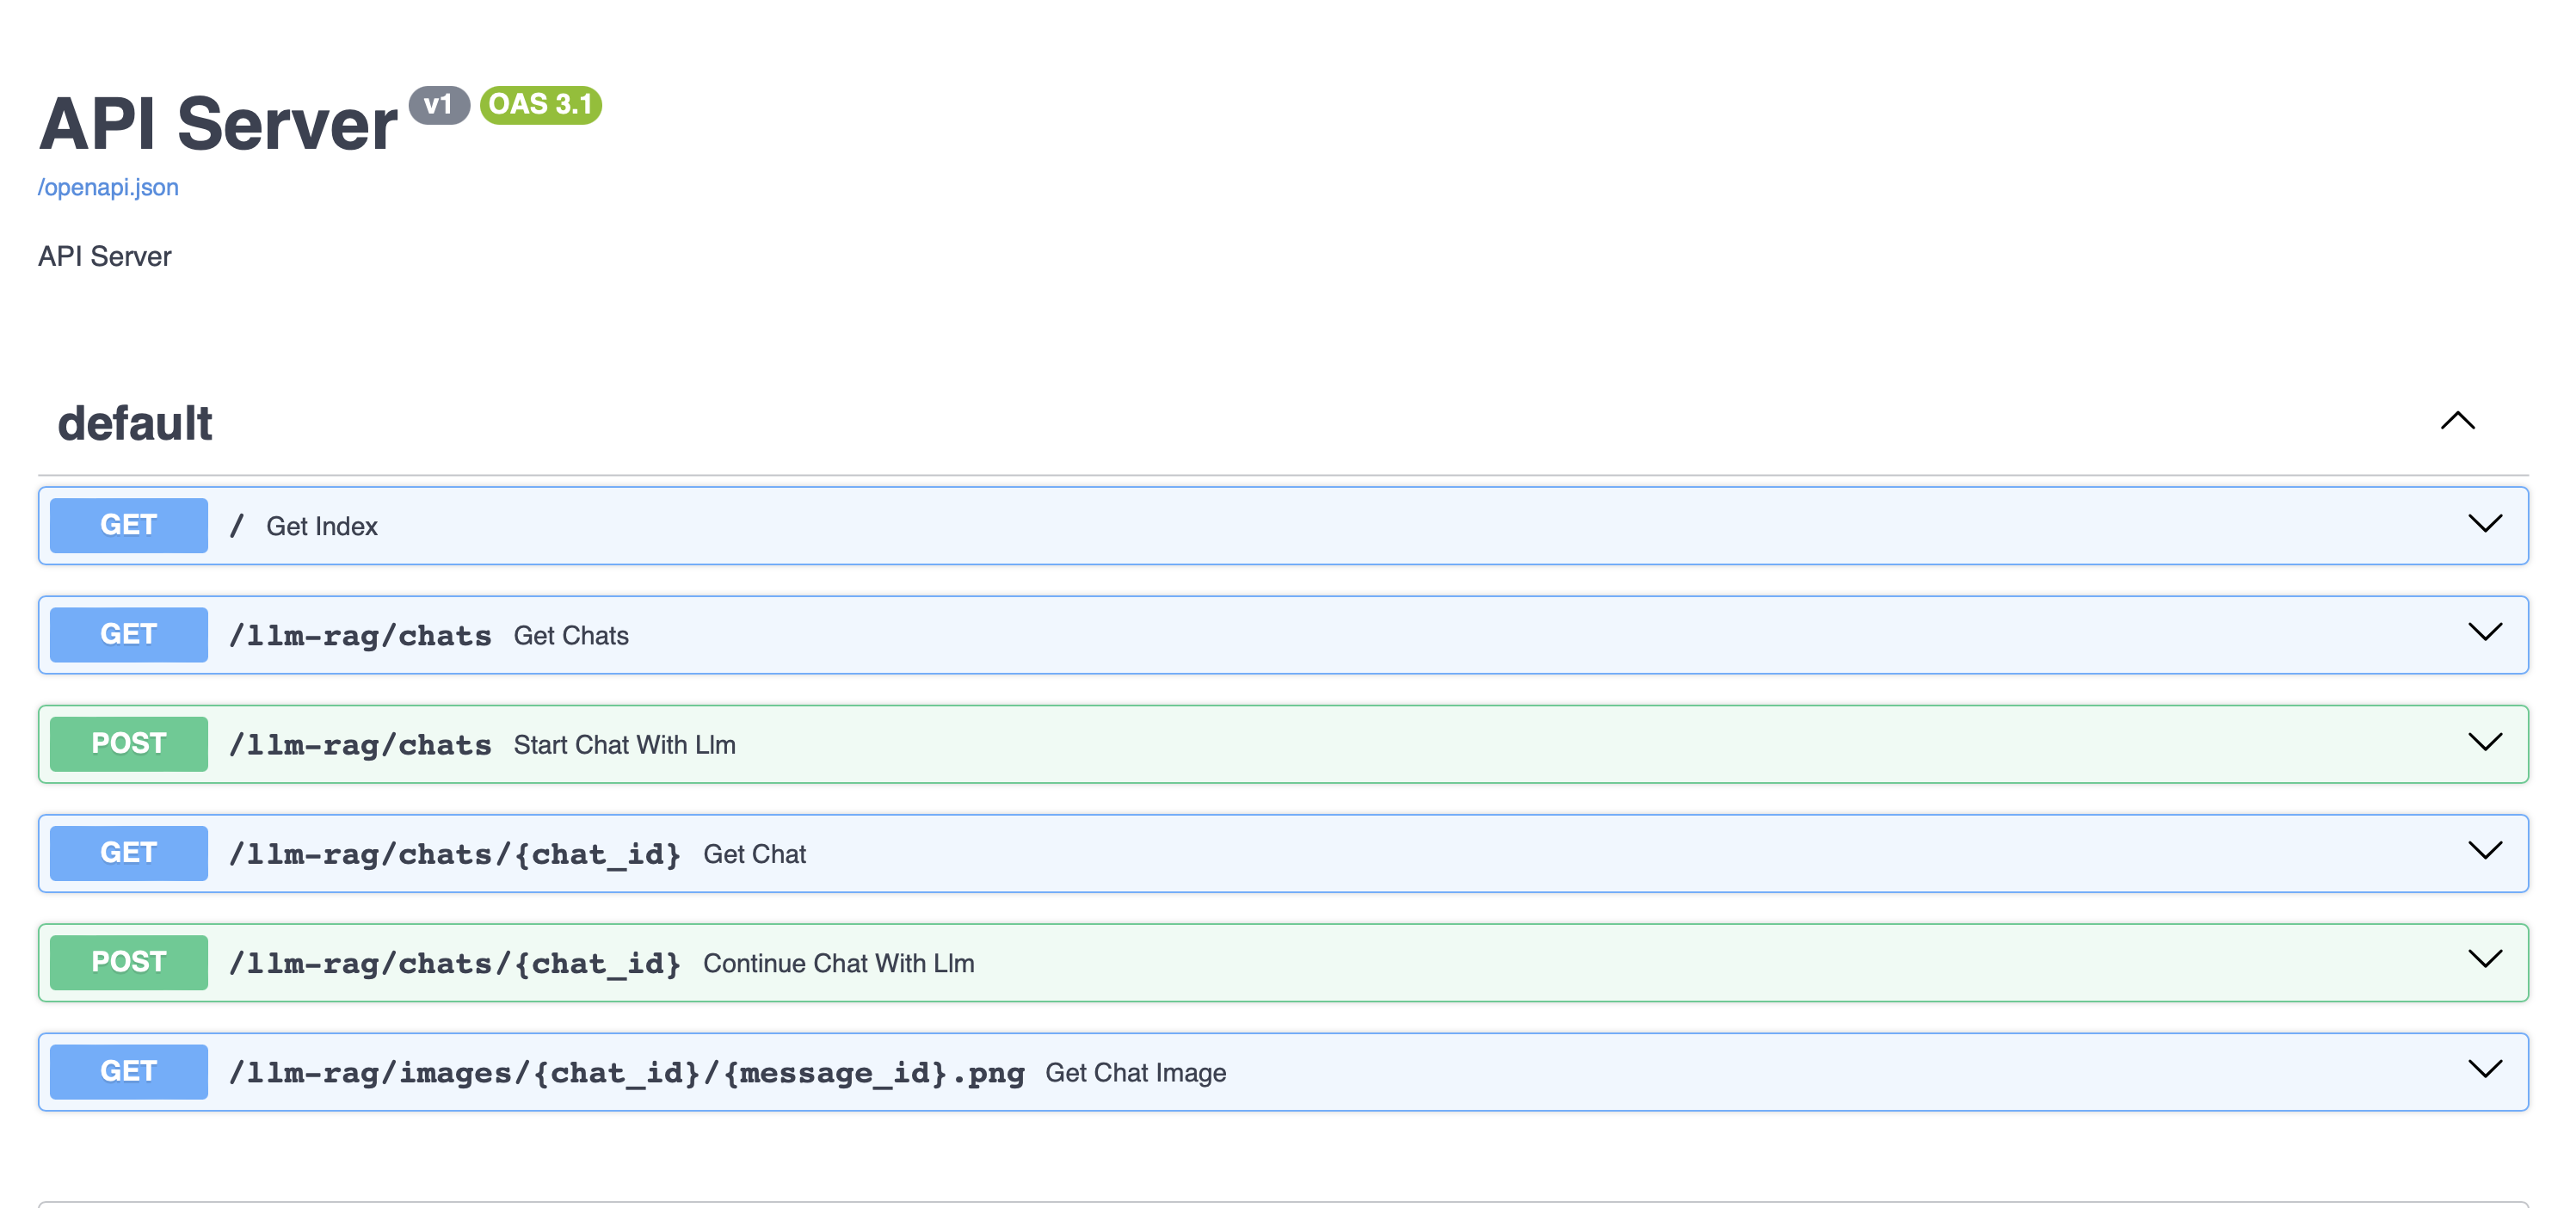 API Server v1 OAS 3.1
/openapi.json
API Server
default
GET / Get Index
GET /llm-rag/chats Get Chats
POST /llm-rag/chats Start Chat With Llm
GET /llm-rag/chats/{chat_id} Get Chat
POST /llm-rag/chats/{chat_id} Continue Chat With Llm
GET /llm-rag/images/{chat_id}/{message_id}.png Get Chat Image